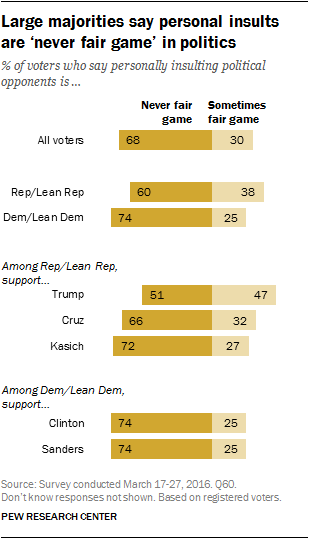 Large majorities say personal insults
are ‘never fair game’ in politics
% of voters who say personally insulting political
opponents is ...
Never fair Sometimes
game fair game
All voters 68 30
Rep/Lean Rep 60 38
Dem/Lean Dem 74 25
Among Rep/Lean Rep,
support...
Trump 51 47
Cruz 66 32
Kasich 72 27
Among Dem/Lean Dem,
support...
Clinton 74 25
Sanders 74 25
Source: Survey conducted March 17-27, 2016. Q60.
Don’t know responses not shown. Based on registered voters.
PEW RESEARCH CENTER